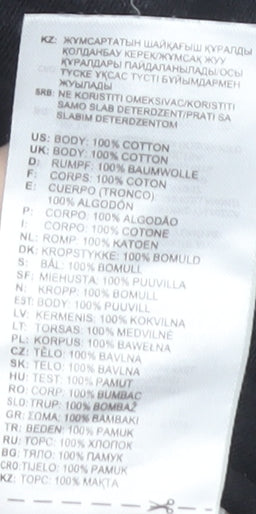 KZ: ЖҰМСАРТАТЫН ШАЙҚАҒЫШ ҚҰРАЛДЫ
ҚОЛДАНБАУ КЕРЕК/ЖҰМСАҚ ЖУУ
ҚҰРАЛДАРЫ ПАЙДАЛАНЫЛАДЫ/ОСЫ
ТҮСКЕ ҰҚСАС ТҮСТІ БҰЙЫМДАРМЕН
ЖУЫЛАДЫ
SRB: NE KORISTITI OMEKSIVAC/KORISTITI
SAMO SLAB DETERDZENT/PRATI SA
SLABIM DETERDZENTOM
US: BODY: 100% COTTON
UK: BODY: 100% COTTON
D: RUMPF: 100% BAUMWOLLE
F: CORPS: 100% COTON
E: CUERPO (TRONCO)
100% ALGODÓN
P: CORPO: 100% ALGODÃO
I: CORPO: 100% COTONE
NL: ROMP: 100% KATOEN
DK: KROPSTYKKE: 100% BOMULD
S: BÅL: 100% BOMULL
SF: MIEHUSTA: 100% PUUVILLA
N: KROPP: 100% BOMULL
EST: BODY: 100% PUUVILL
LV: KERMENIS: 100% KOKVILNA
LT: TORSAS: 100% MEDVILNĖ
PL: KORPUS: 100% BAWEŁNA
CZ: TĚLO: 100% BAVLNA
SK: TELO: 100% BAVLNA
HU: TEST: 100% PAMUT
RO: CORP: 100% BUMBAC
SLO: TRUP: 100% BOMBAŽ
GR: ΣΩΜΑ: 100% BAMBAKI
TR: BEDEN: 100% PAMUK
RU: ТОРС: 100% ХЛОПОК
BG: ТЯЛО: 100% ПАМУК
CRO: TIJELO: 100% PAMUK
KZ: ТОРС: 100% МАҚТА